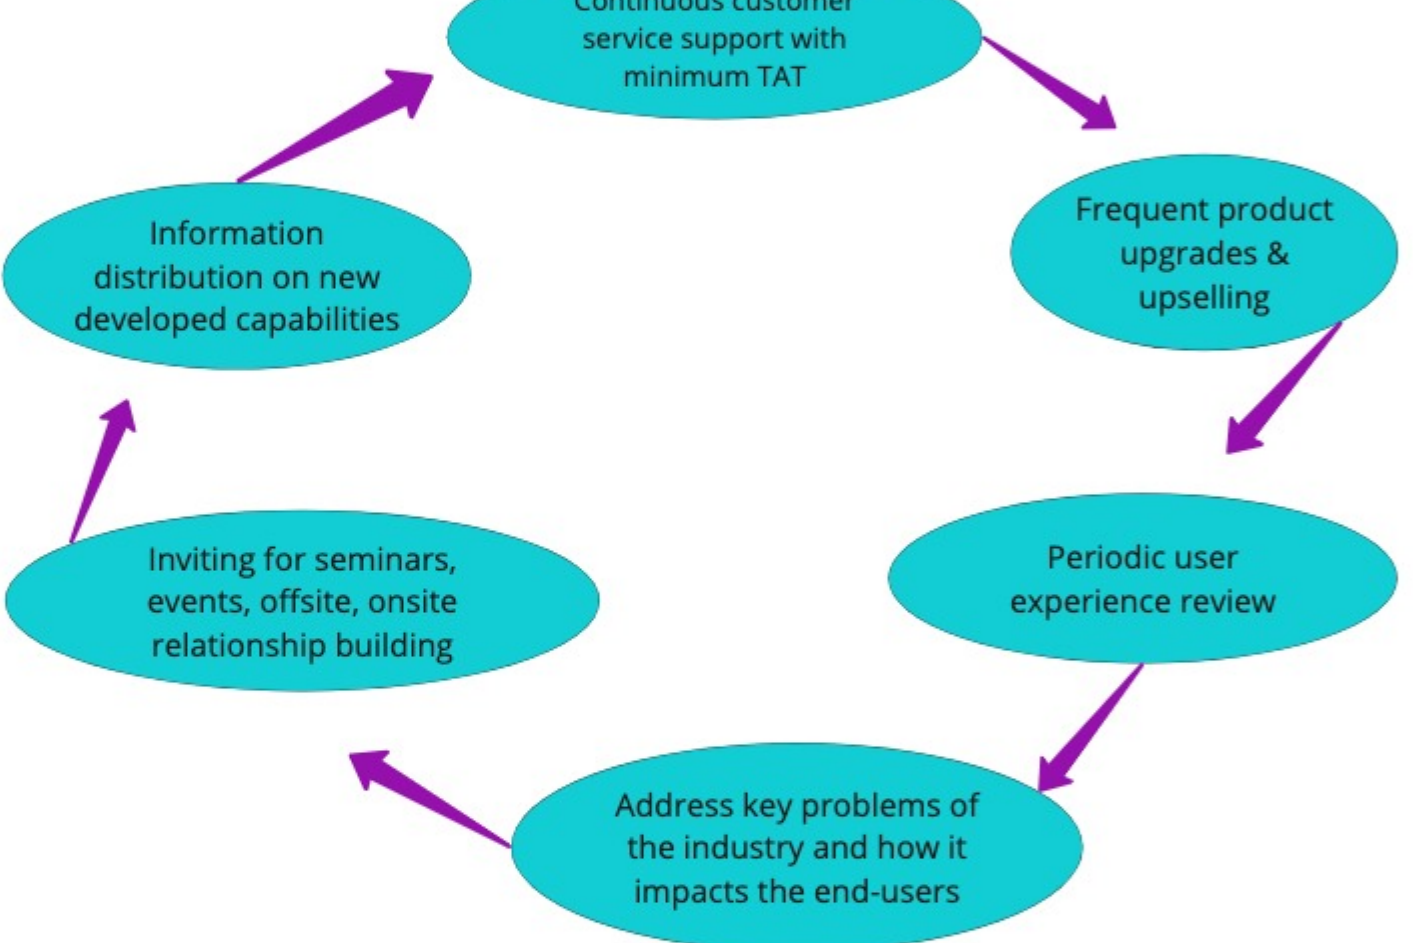 Continuous customer
service support with
minimum TAT
Frequent product
upgrades &
upselling
Periodic user
experience review
Address key problems of
the industry and how it
impacts the end-users
Inviting for seminars,
events, offsite, onsite
relationship building
Information
distribution on new
developed capabilities